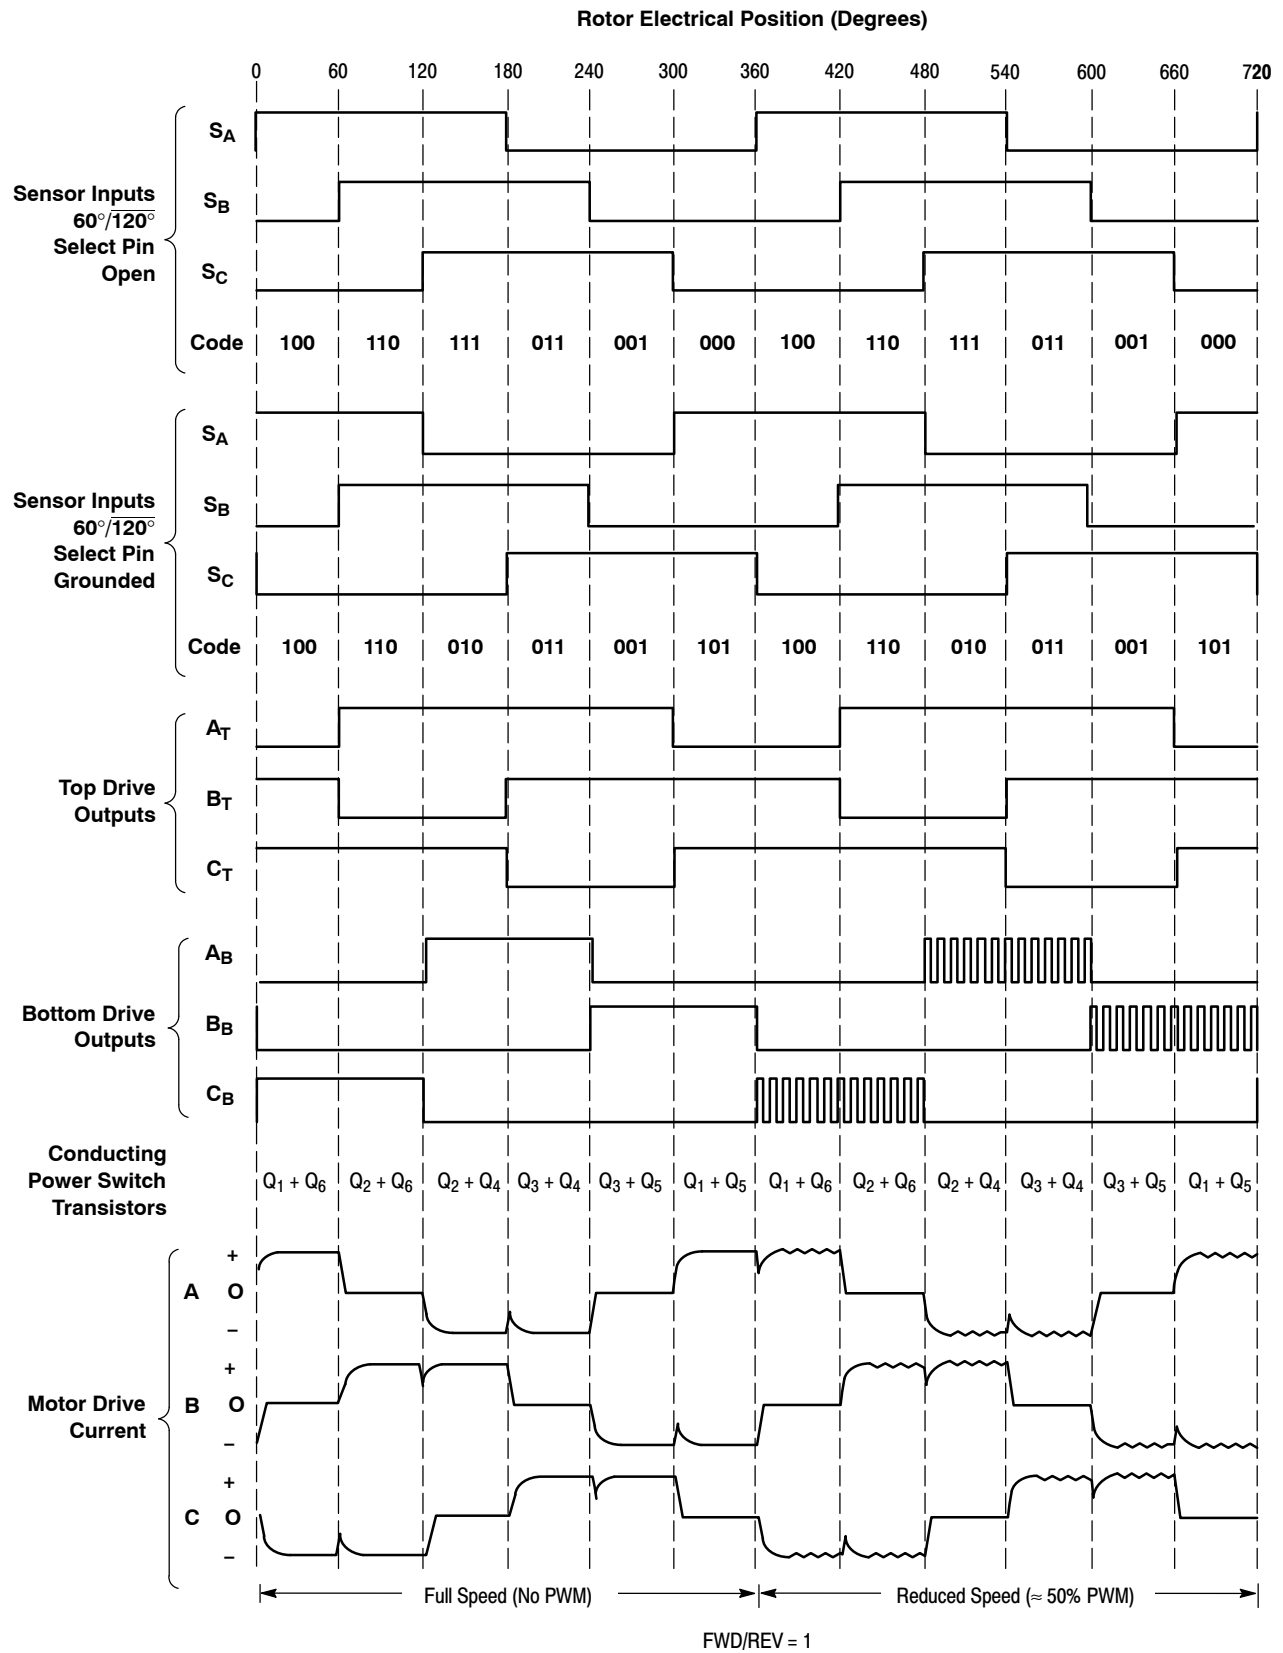 Rotor Electrical Position (Degrees)
0 60 120 180 240 300 360 420 480 540 600 660 720
Sensor Inputs
60°/120°
Select Pin
Open
SA
SB
SC
Code 100 110 111 011 001 000 100 110 111 011 001 000
Sensor Inputs
60°/120°
Select Pin
Grounded
SA
SB
SC
Code 100 110 010 011 001 101 100 110 010 011 001 101
Top Drive
Outputs
AT
BT
CT
Bottom Drive
Outputs
AB
BB
CB
Conducting
Power Switch
Transistors
Q1 + Q6 Q2 + Q6 Q2 + Q4 Q3 + Q4 Q3 + Q5 Q1 + Q5 Q1 + Q6 Q2 + Q6 Q2 + Q4 Q3 + Q4 Q3 + Q5 Q1 + Q5
Motor Drive
Current
+
A O
–
+
B O
–
+
C O
–
Full Speed (No PWM) Reduced Speed (≈ 50% PWM)
FWD/REV = 1